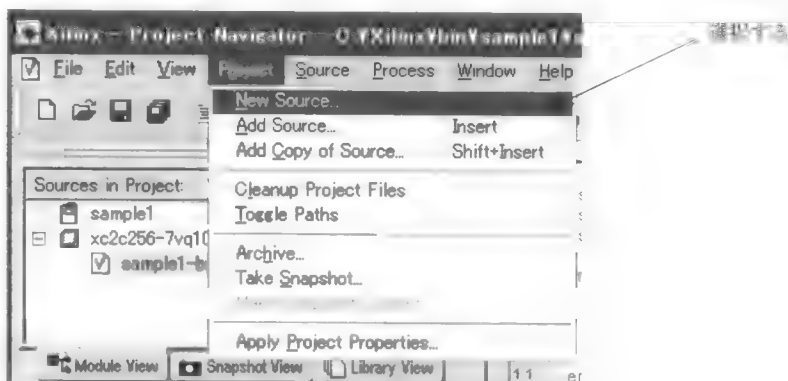 Xilinx - Project Navigator - C:¥Xilinx¥bin¥sample1¥
選択する
File Edit View Project Source Process Window Help
New Source...
Add Source... Insert
Add Copy of Source... Shift+Insert
Sources in Project:
Cleanup Project Files
sample1
Toggle Paths
xc2c256-7vq10
Archive...
sample1-b
Take Snapshot...
Apply Project Properties...
Module View Snapshot View Library View
11 er